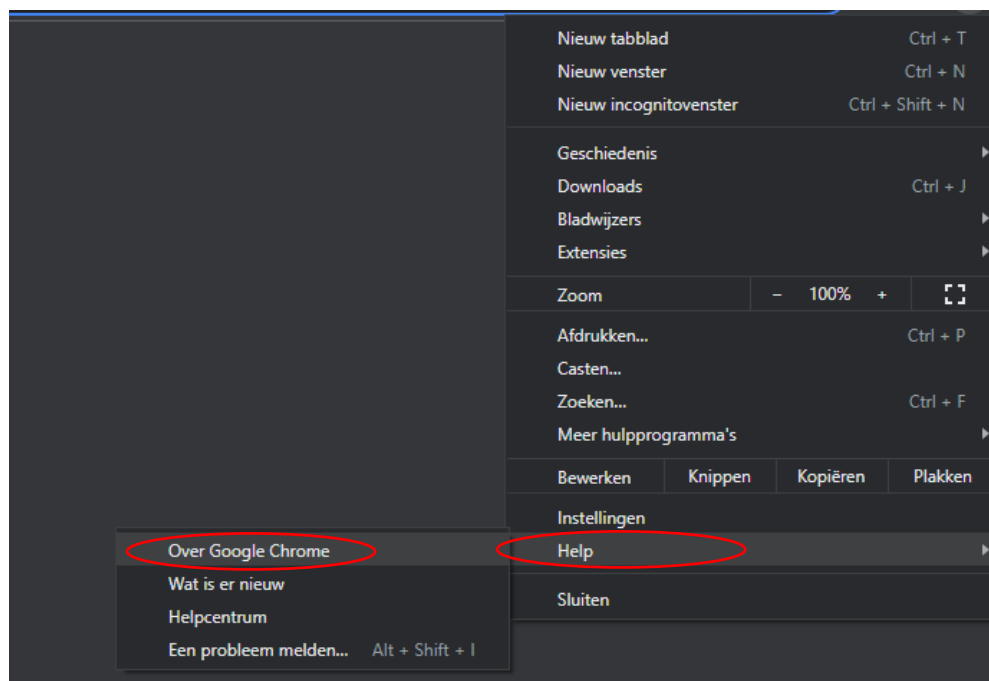 Nieuw tabblad Ctrl + T
Nieuw venster Ctrl + N
Nieuw incognitovenster Ctrl + Shift + N
Geschiedenis
Downloads Ctrl + J
Bladwijzers
Extensies
Zoom - 100% +
Afdrukken... Ctrl + P
Casten...
Zoeken... Ctrl + F
Meer hulpprogramma's
Bewerken Knippen Kopiëren Plakken
Instellingen
Help
Sluiten
Over Google Chrome
Wat is er nieuw
Helpcentrum
Een probleem melden... Alt + Shift + I